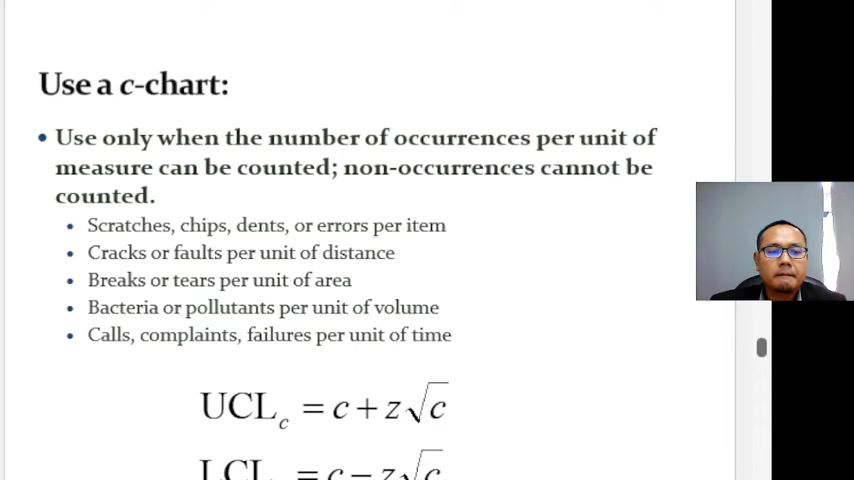 Use a c-chart:
• Use only when the number of occurrences per unit of
measure can be counted; non-occurrences cannot be
counted.
• Scratches, chips, dents, or errors per item
• Cracks or faults per unit of distance
• Breaks or tears per unit of area
• Bacteria or pollutants per unit of volume
• Calls, complaints, failures per unit of time
UCL_c = c + z√c
LCL = c − z√c